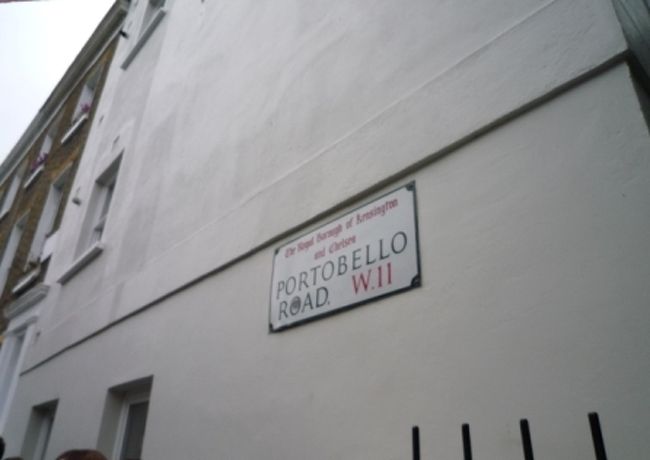 The Royal Borough of Kensington
and Chelsea
PORTOBELLO
ROAD, W.11